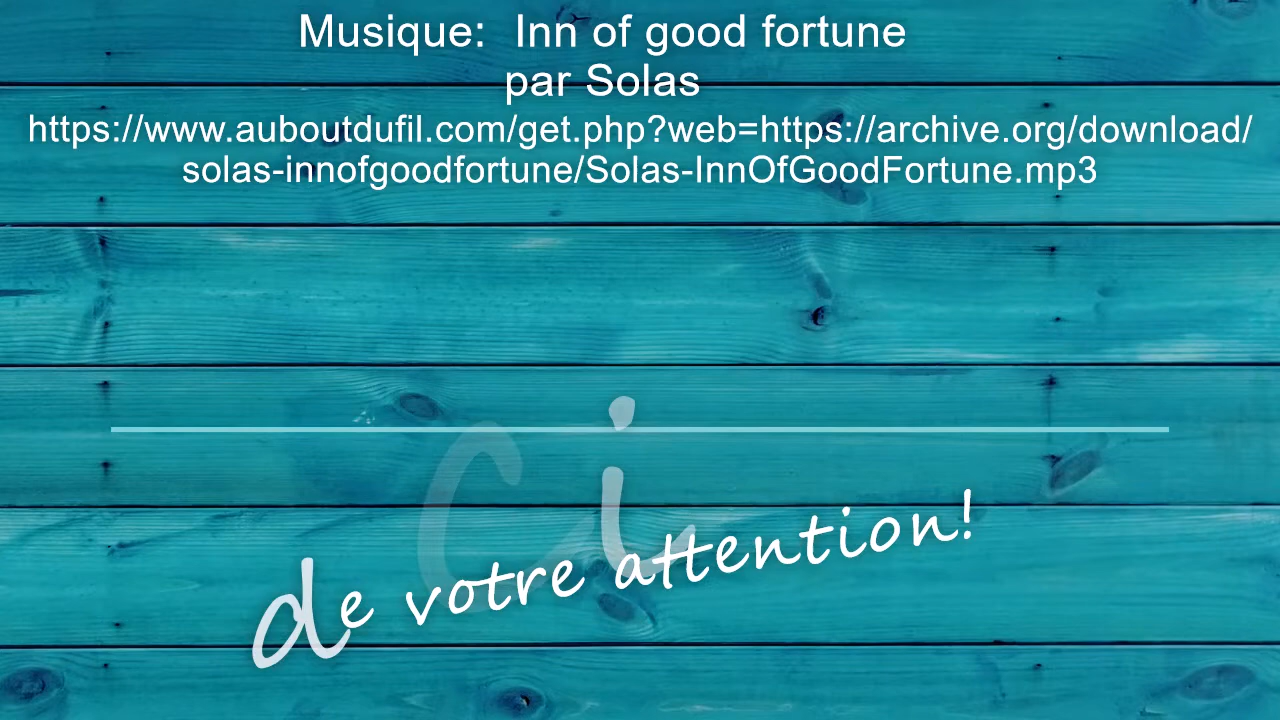 Musique:  Inn of good fortune
par Solas
https://www.auboutdufil.com/get.php?web=https://archive.org/download/
solas-innofgoodfortune/Solas-InnOfGoodFortune.mp3
Ci
de votre attention!